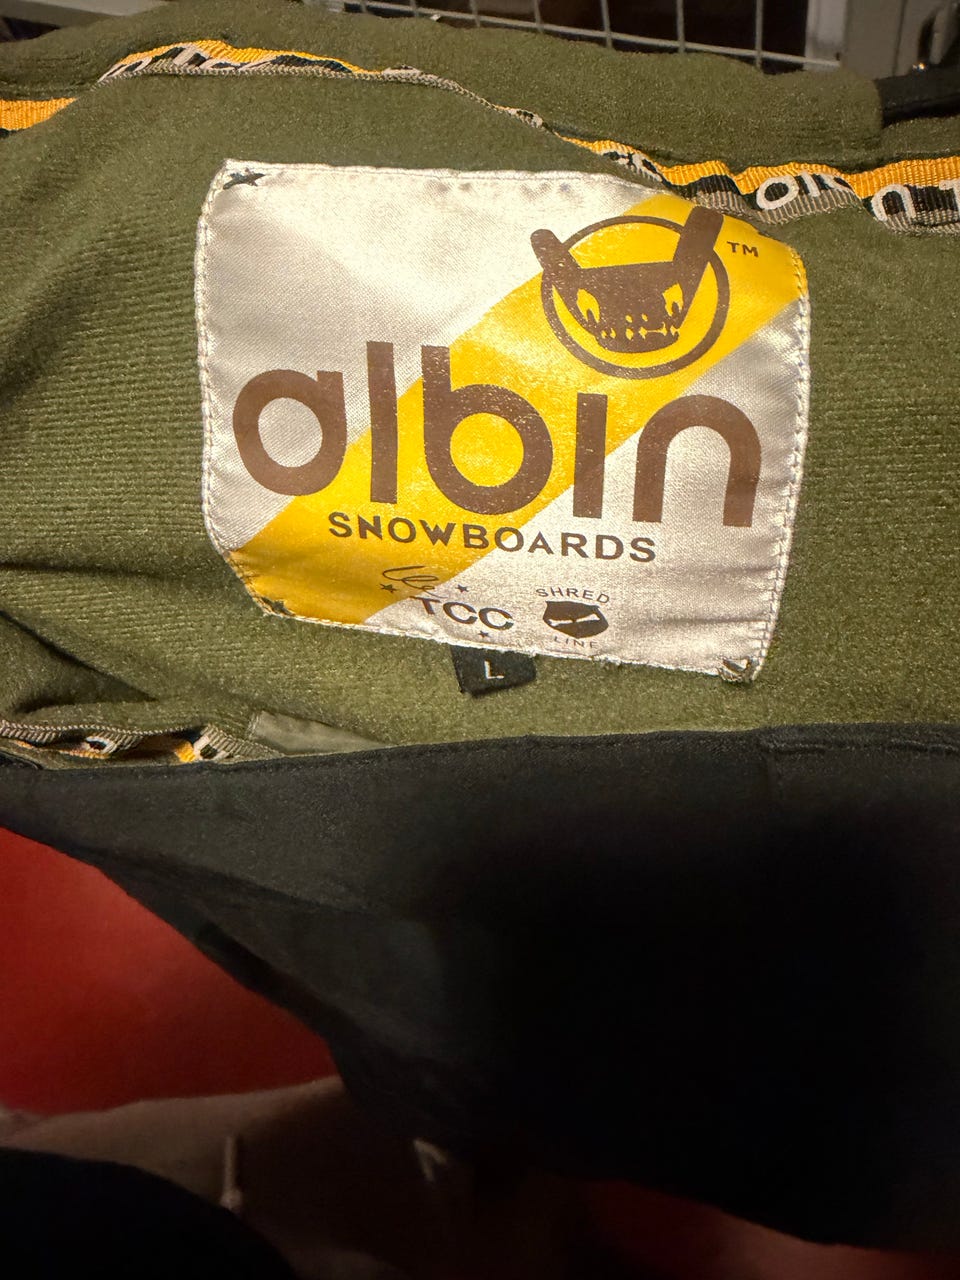 TM
albin
SNOWBOARDS
TCC
SHRED
LINE
L